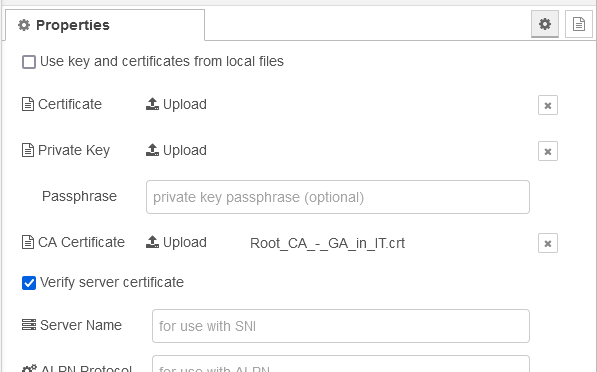 Properties
Use key and certificates from local files
Certificate Upload
Private Key Upload
Passphrase private key passphrase (optional)
CA Certificate Upload Root_CA_-_GA_in_IT.crt
Verify server certificate
Server Name for use with SNI
ALPN Protocol for use with ALPN